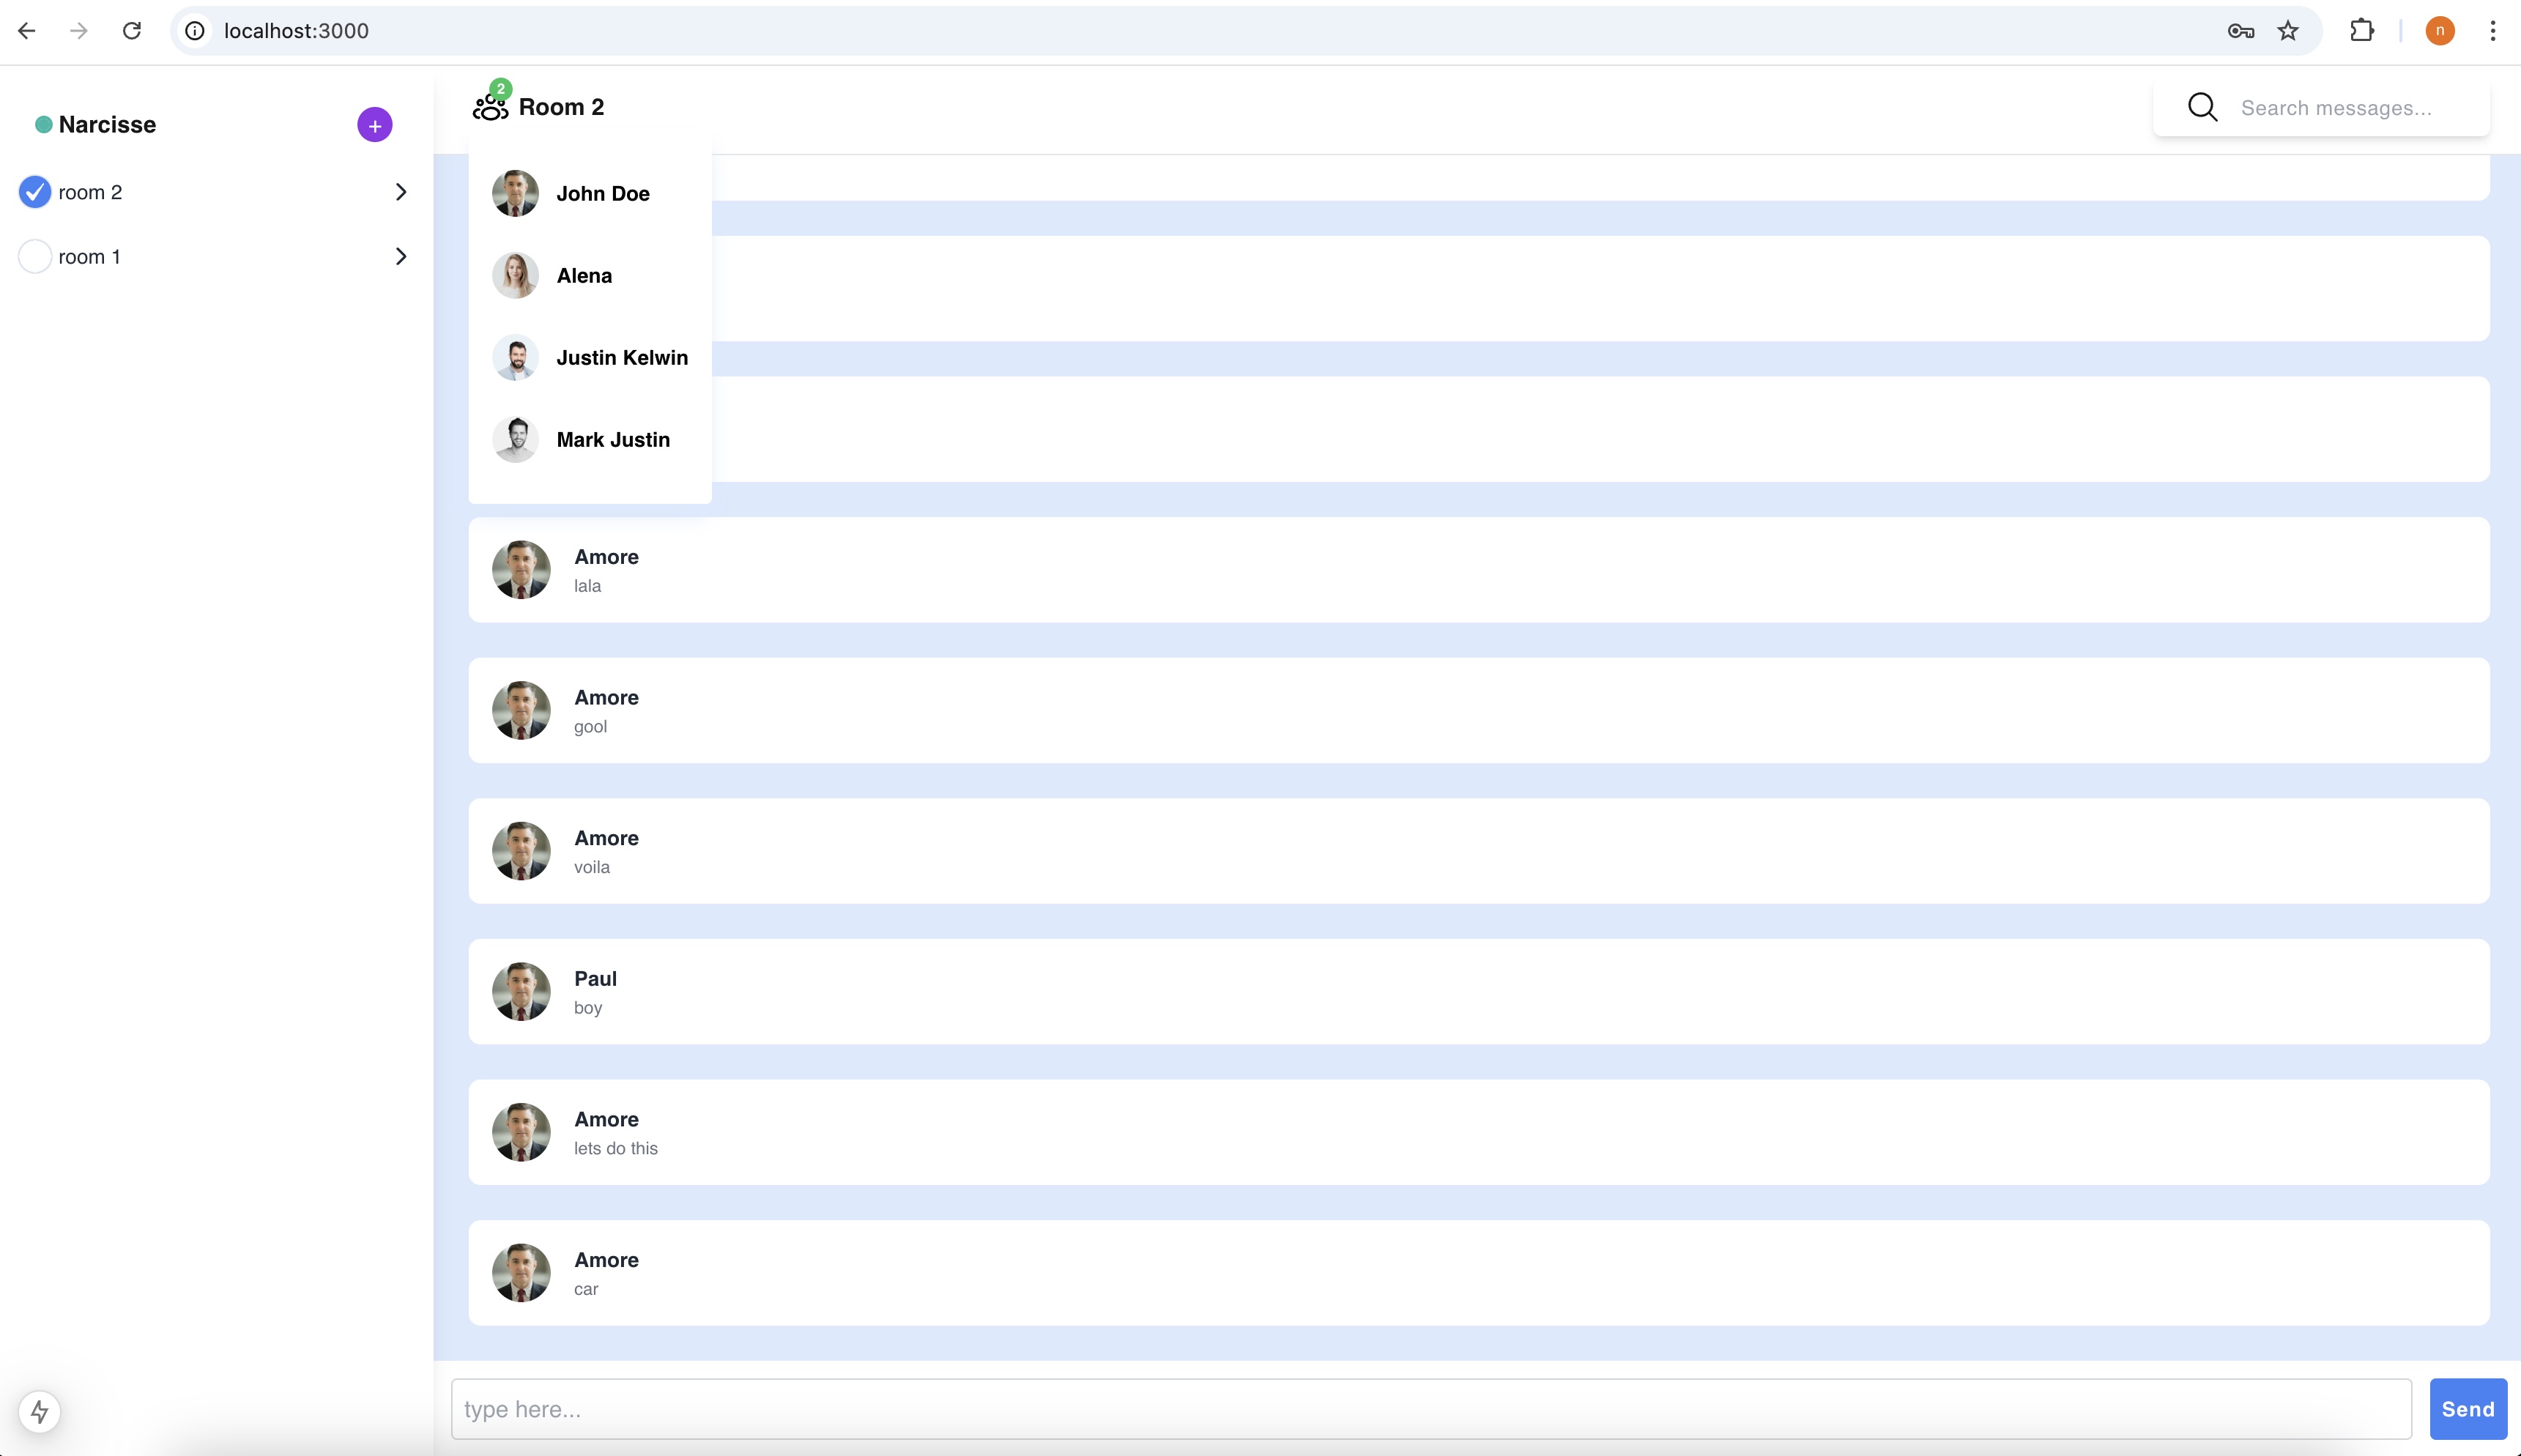 localhost:3000
n
Narcisse
+
room 2
room 1
2
Room 2
Search messages...
John Doe
Alena
Justin Kelwin
Mark Justin
Amore
lala
Amore
gool
Amore
voila
Paul
boy
Amore
lets do this
Amore
car
type here...
Send